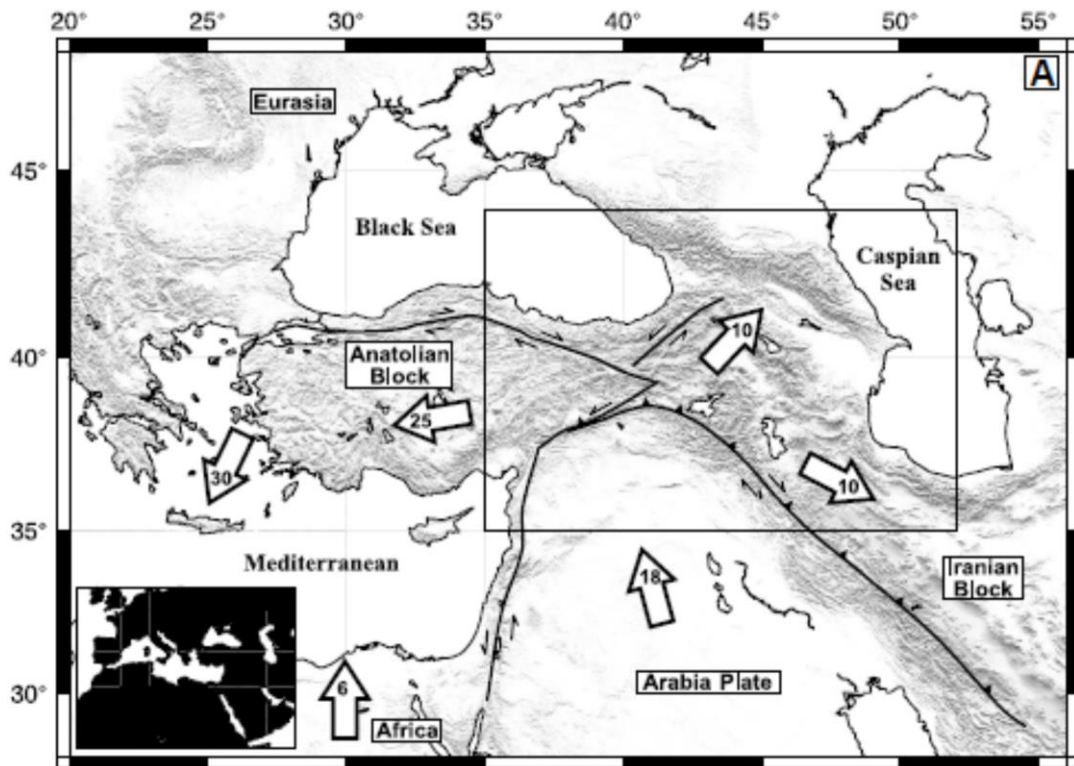 20° 25° 30° 35° 40° 45° 50° 55°
A
Eurasia
45°
Black Sea
Caspian
Sea
10
40°
Anatolian
Block
25
30
10
35°
Mediterranean
18
Iranian
Block
30°
6
Arabia Plate
Africa